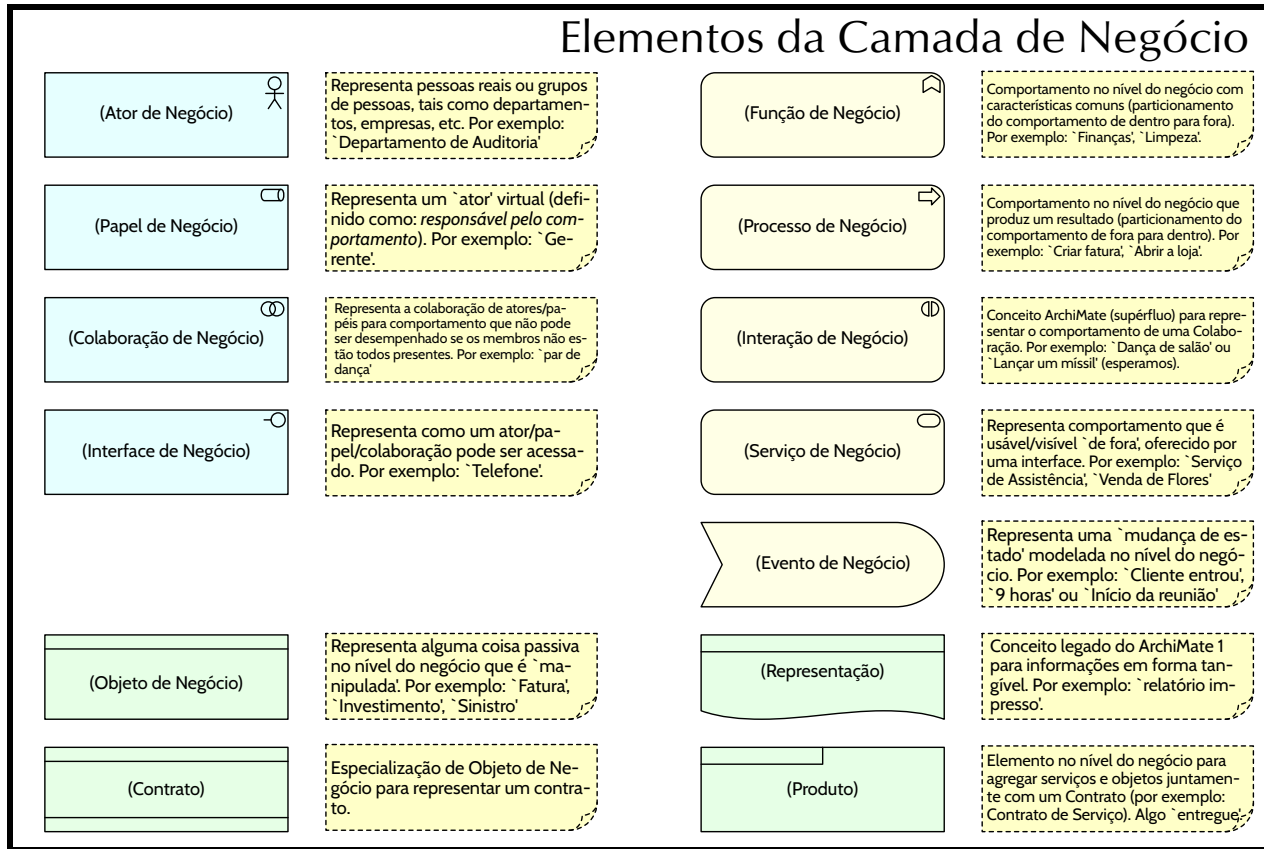 Elementos da Camada de Negócio
(Ator de Negócio)
Representa pessoas reais ou grupos
de pessoas, tais como departamen-
tos, empresas, etc. Por exemplo:
`Departamento de Auditoria'
(Função de Negócio)
Comportamento no nível do negócio com
características comuns (particionamento
do comportamento de dentro para fora).
Por exemplo: `Finanças', `Limpeza'.
(Papel de Negócio)
Representa um `ator' virtual (defi-
nido como: responsável pelo com-
portamento). Por exemplo: `Ge-
rente'.
(Processo de Negócio)
Comportamento no nível do negócio que
produz um resultado (particionamento do
comportamento de fora para dentro). Por
exemplo: `Criar fatura', `Abrir a loja'.
(Colaboração de Negócio)
Representa a colaboração de atores/pa-
péis para comportamento que não pode
ser desempenhado se os membros não es-
tão todos presentes. Por exemplo: `par de
dança'
(Interação de Negócio)
Conceito ArchiMate (supérfluo) para repre-
sentar o comportamento de uma Colabo-
ração. Por exemplo: `Dança de salão' ou
`Lançar um míssil' (esperamos).
(Interface de Negócio)
Representa como um ator/pa-
pel/colaboração pode ser acessa-
do. Por exemplo: `Telefone'.
(Serviço de Negócio)
Representa comportamento que é
usável/visível `de fora', oferecido por
uma interface. Por exemplo: `Serviço
de Assistência', `Venda de Flores'
(Evento de Negócio)
Representa uma `mudança de es-
tado' modelada no nível do negó-
cio. Por exemplo: `Cliente entrou',
`9 horas' ou `Início da reunião'
(Objeto de Negócio)
Representa alguma coisa passiva
no nível do negócio que é `ma-
nipulada'. Por exemplo: `Fatura',
`Investimento', `Sinistro'
(Representação)
Conceito legado do ArchiMate 1
para informações em forma tan-
gível. Por exemplo: `relatório im-
presso'.
(Contrato)
Especialização de Objeto de Ne-
gócio para representar um contra-
to.
(Produto)
Elemento no nível do negócio para
agregar serviços e objetos juntamen-
te com um Contrato (por exemplo:
Contrato de Serviço). Algo `entregue'.